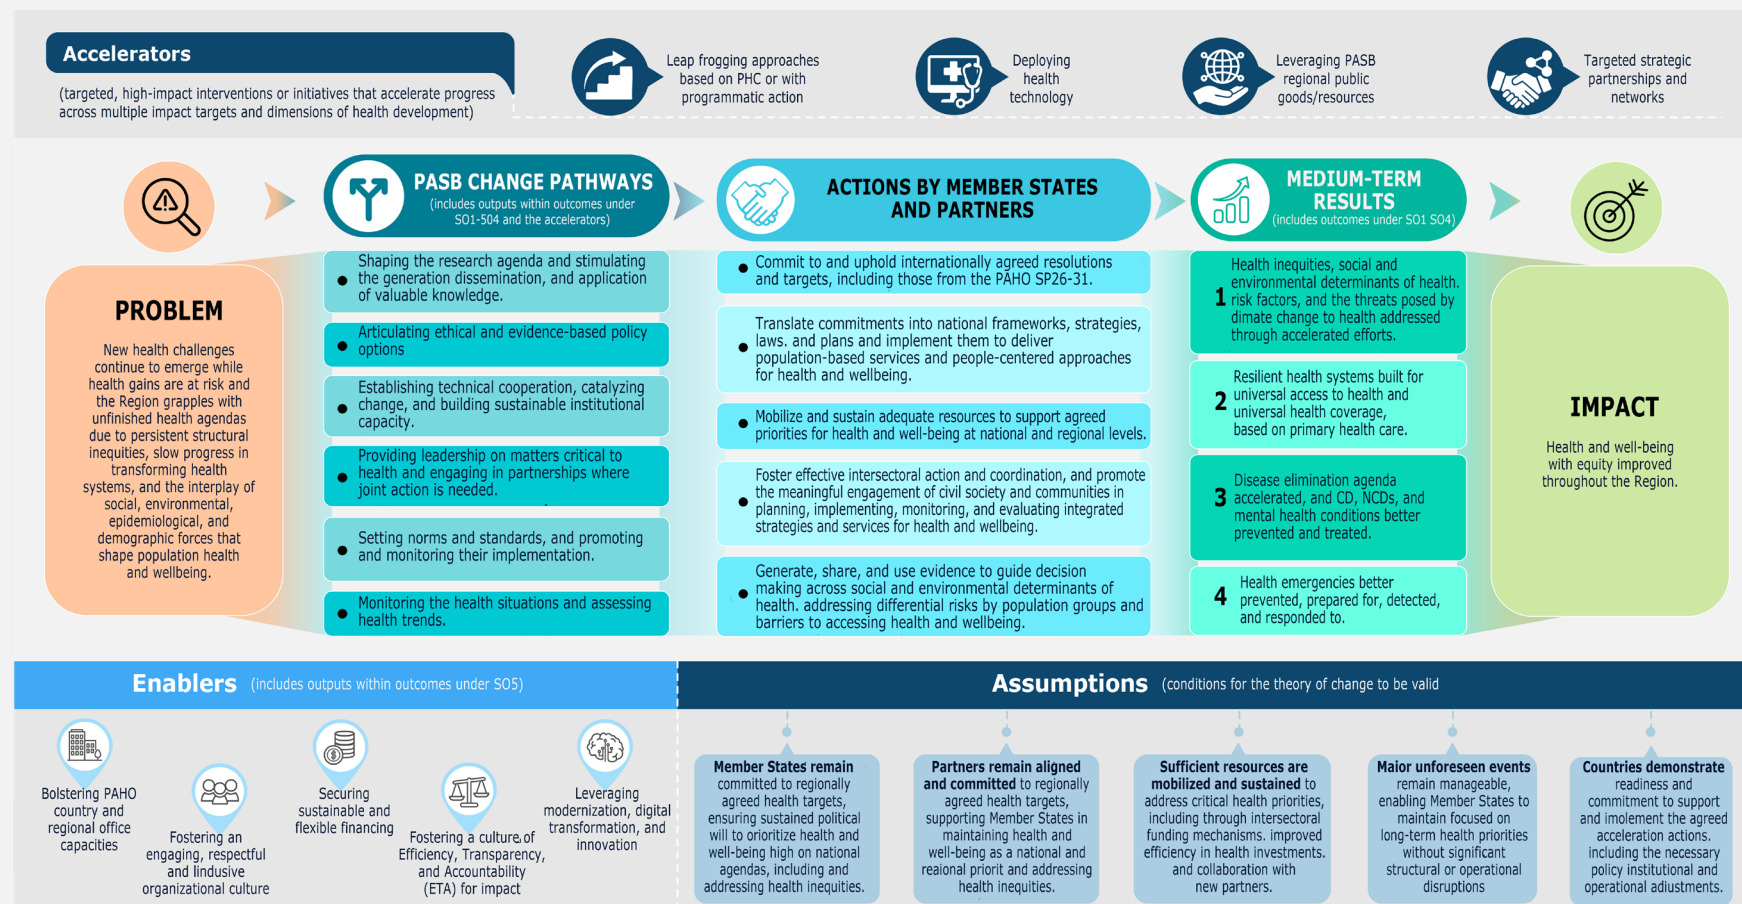 Accelerators
(targeted, high-impact interventions or initiatives that accelerate progress
across multiple impact targets and dimensions of health development)
Leap frogging approaches
based on PHC or with
programmatic action
Deploying
health
technology
Leveraging PASB
regional public
goods/resources
Targeted strategic
partnerships and
networks
PROBLEM
New health challenges
continue to emerge while
health gains are at risk and
the Region grapples with
unfinished health agendas
due to persistent structural
inequities, slow progress in
transforming health
systems, and the interplay of
social, environmental,
epidemiological, and
demographic forces that
shape population health
and wellbeing.
PASB CHANGE PATHWAYS
(includes outputs within outcomes under
SO1-504 and the accelerators)
Shaping the research agenda and stimulating
the generation dissemination, and application
of valuable knowledge.
Articulating ethical and evidence-based policy
options
Establishing technical cooperation, catalyzing
change, and building sustainable institutional
capacity.
Providing leadership on matters critical to
health and engaging in partnerships where
joint action is needed.
Setting norms and standards, and promoting
and monitoring their implementation.
Monitoring the health situations and assessing
health trends.
ACTIONS BY MEMBER STATES
AND PARTNERS
Commit to and uphold internationally agreed resolutions
and targets, including those from the PAHO SP26-31.
Translate commitments into national frameworks, strategies,
laws. and plans and implement them to deliver
population-based services and people-centered approaches
for health and wellbeing.
Mobilize and sustain adequate resources to support agreed
priorities for health and well-being at national and regional levels.
Foster effective intersectoral action and coordination, and promote
the meaningful engagement of civil society and communities in
planning, implementing, monitoring, and evaluating integrated
strategies and services for health and wellbeing.
Generate, share, and use evidence to guide decision
making across social and environmental determinants of
health. addressing differential risks by population groups and
barriers to accessing health and wellbeing.
MEDIUM-TERM
RESULTS
(includes outcomes under SO1 SO4)
1
Health inequities, social and
environmental determinants of health.
risk factors, and the threats posed by
dimate change to health addressed
through accelerated efforts.
2
Resilient health systems built for
universal access to health and
universal health coverage,
based on primary health care.
3
Disease elimination agenda
accelerated, and CD, NCDs, and
mental health conditions better
prevented and treated.
4
Health emergencies better
prevented, prepared for, detected,
and responded to.
IMPACT
Health and well-being
with equity improved
throughout the Region.
Enablers (includes outputs within outcomes under SO5)
Bolstering PAHO
country and
regional office
capacities
Fostering an
engaging, respectful
and lindusive
organizational culture
Securing
sustainable and
flexible financing
Fostering a culture, of
Efficiency, Transparency,
and Accountability
(ETA) for impact
Leveraging
modernization, digital
transformation, and
innovation
Assumptions (conditions for the theory of change to be valid
Member States remain
committed to regionally
agreed health targets,
ensuring sustained political
will to orioritize health and
well-being high on national
agendas, including and
addressing health inequities.
Partners remain aligned
and committed to regionally
agreed health targets,
supporting Member States in
maintaining health and
well-being as a national and
reaional priorit and addressing
health inequities.
Sufficient resources are
mobilized and sustained to
address critical health priorities,
including through intersectoral
funding mechanisms. improved
efficiency in health investments.
and collaboration with
new partners.
Major unforeseen events
remain manageable,
enabling Member States to
maintain focused on
long-term health priorities
without significant
structural or operational
disruptions
Countries demonstrate
readiness and
commitment to support
and imolement the agreed
acceleration actions.
including the necessary
policy institutional and
operational adiustments.